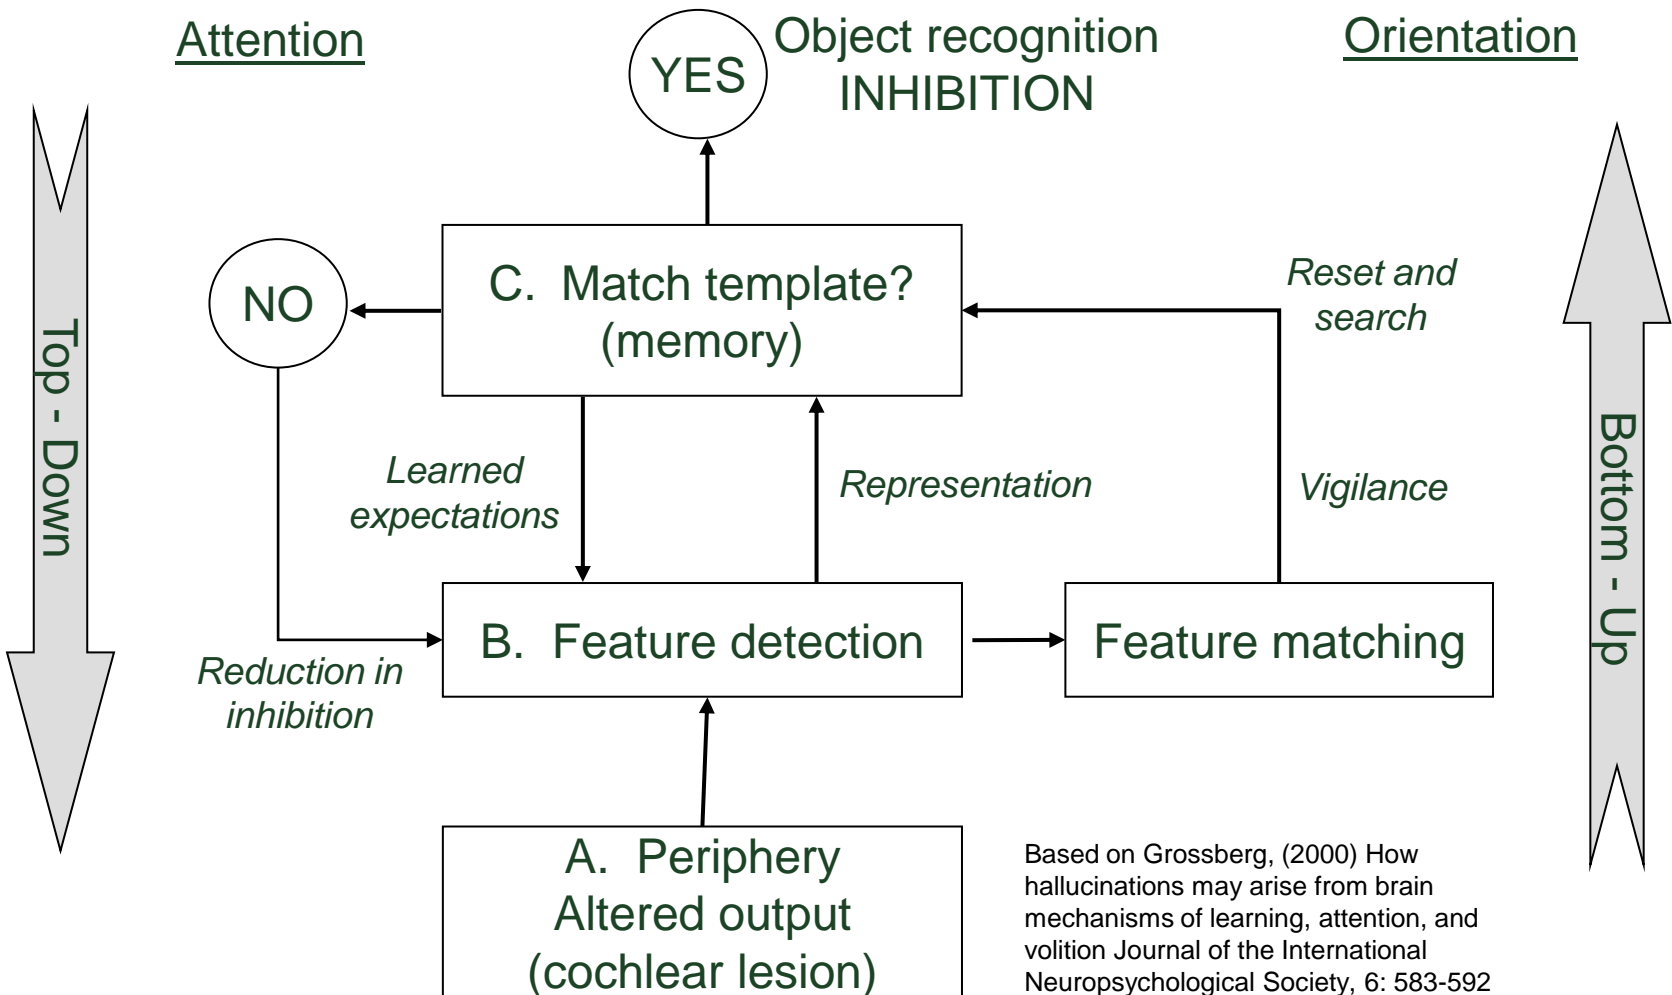 Attention
YES
Object recognition
INHIBITION
Orientation
NO
C. Match template?
(memory)
Reset and
search
Top - Down
Learned
expectations
Representation
Vigilance
Bottom - Up
B. Feature detection
Feature matching
Reduction in
inhibition
A. Periphery
Altered output
(cochlear lesion)
Based on Grossberg, (2000) How
hallucinations may arise from brain
mechanisms of learning, attention, and
volition Journal of the International
Neuropsychological Society, 6: 583-592